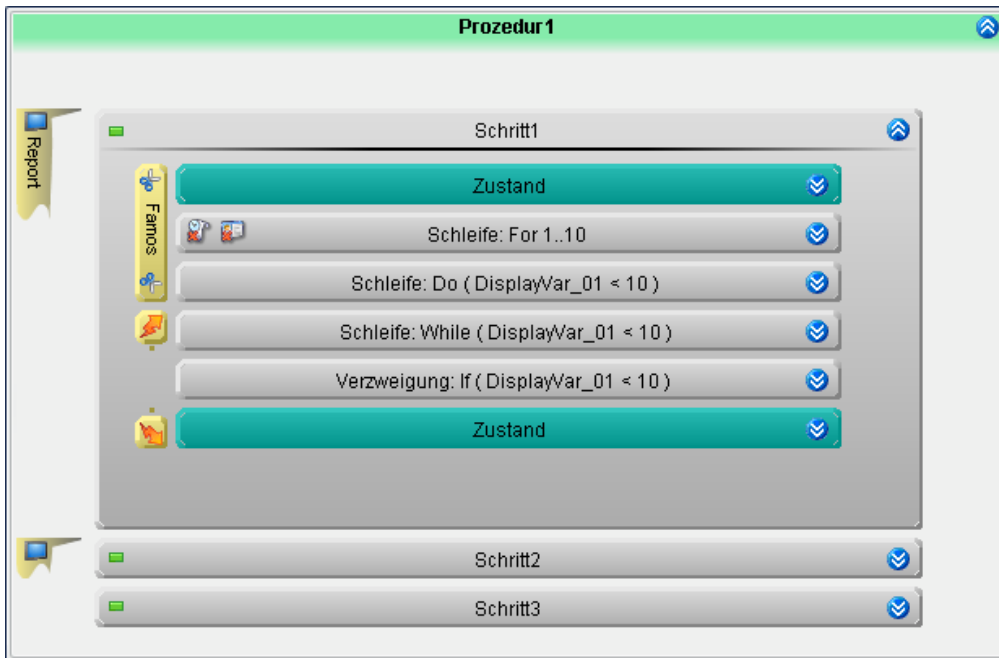 Prozedur1
Report
Schritt1
Famos
Zustand
Schleife: For 1..10
Schleife: Do ( DisplayVar_01 < 10 )
Schleife: While ( DisplayVar_01 < 10 )
Verzweigung: If ( DisplayVar_01 < 10 )
Zustand
Schritt2
Schritt3